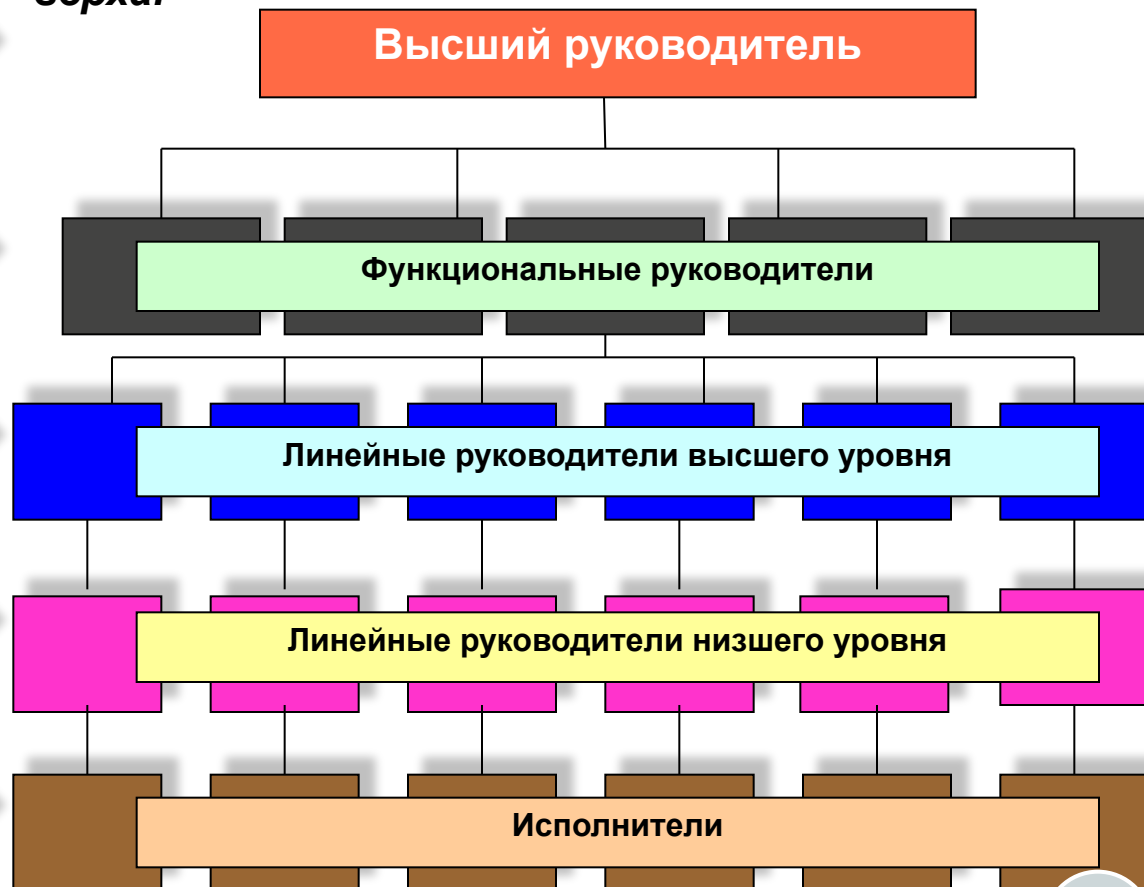 Высший руководитель
Функциональные руководители
Линейные руководители высшего уровня
Линейные руководители низшего уровня
Исполнители